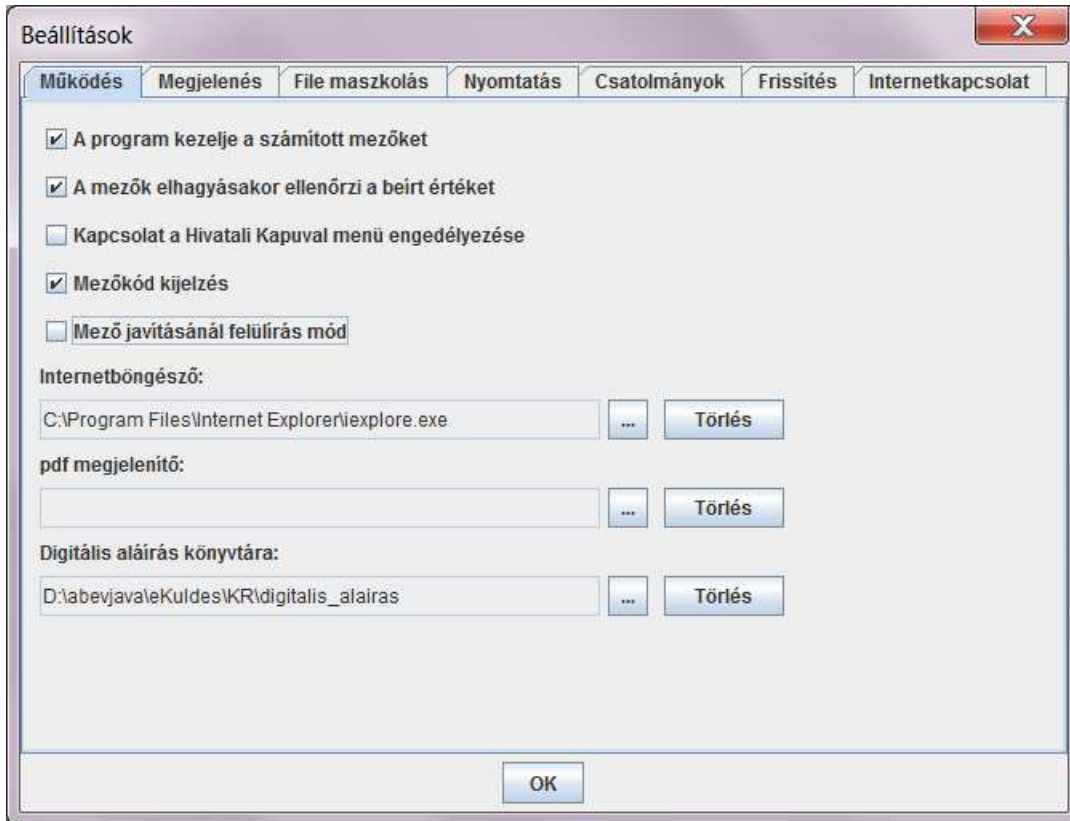 Beállítások
Működés Megjelenés File maszkolás Nyomtatás Csatolmányok Frissítés Internetkapcsolat
A program kezelje a számított mezőket
A mezők elhagyásakor ellenőrzi a beírt értéket
Kapcsolat a Hivatali Kapuval menü engedélyezése
Mezőkód kijelzés
Mező javításánál felülírás mód
Internetböngésző:
C:\Program Files\Internet Explorer\iexplore.exe ... Törlés
pdf megjelenítő:
... Törlés
Digitális aláírás könyvtára:
D:\abevjava\eKuldes\KR\digitalis_alairas ... Törlés
OK